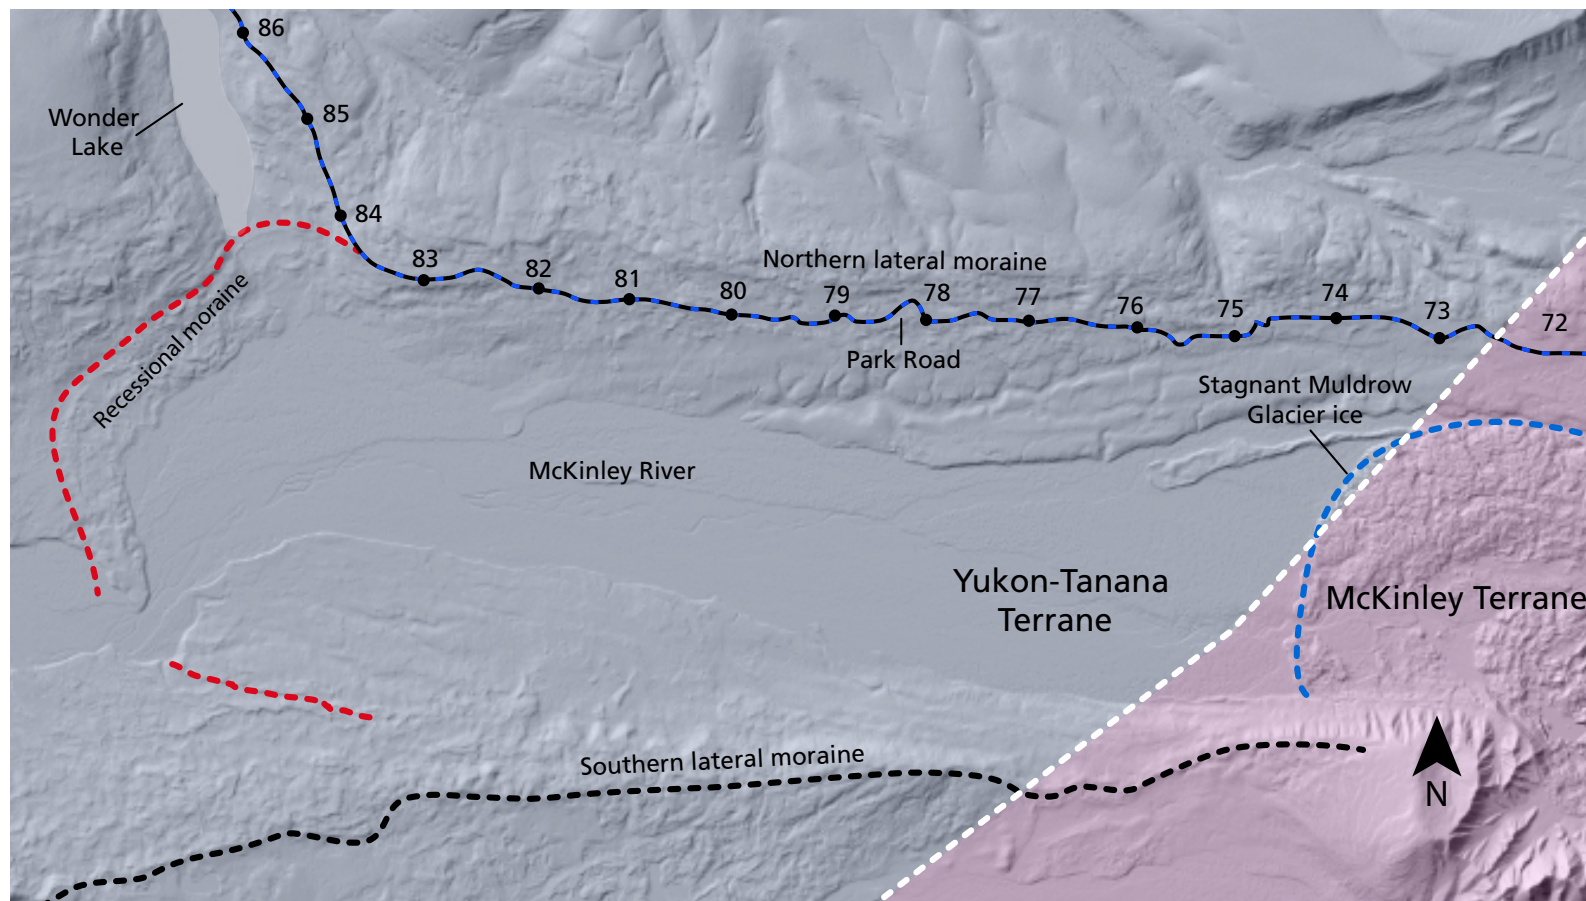 86
85
Wonder
Lake
84
83
82
81
80
79
78
77
76
75
74
73
72
Northern lateral moraine
Park Road
Recessional moraine
Stagnant Muldrow
Glacier ice
McKinley River
Yukon-Tanana
Terrane
McKinley Terrane
Southern lateral moraine
N